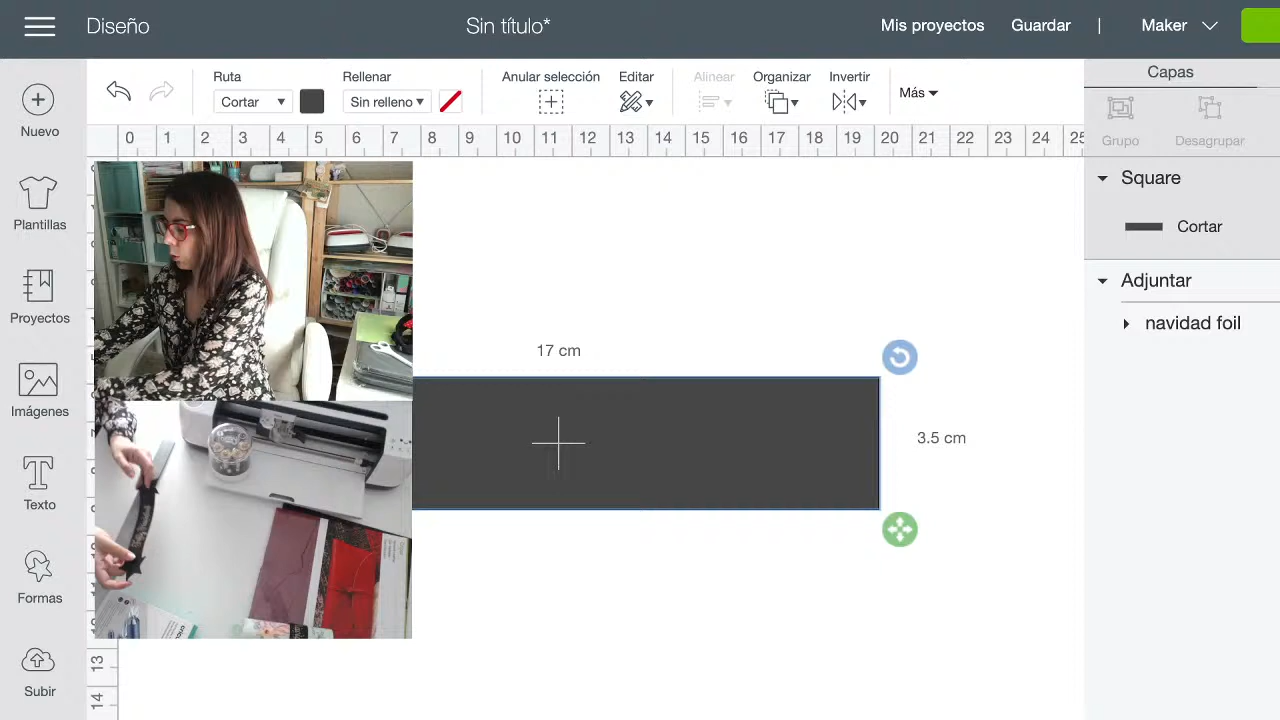 Diseño
Sin título*
Mis proyectos
Guardar
|
Maker
Nuevo
Plantillas
Proyectos
Imágenes
Texto
Formas
Subir
Ruta
Cortar
Rellenar
Sin relleno
Anular selección
Editar
Alinear
Organizar
Invertir
Más
0 1 2 3 4 5 6 7 8 9 10 11 12 13 14 15 16 17 18 19 20 21 22 23 24 25
13
14
17 cm
3.5 cm
Capas
Grupo
Desagrupar
Square
Cortar
Adjuntar
navidad foil